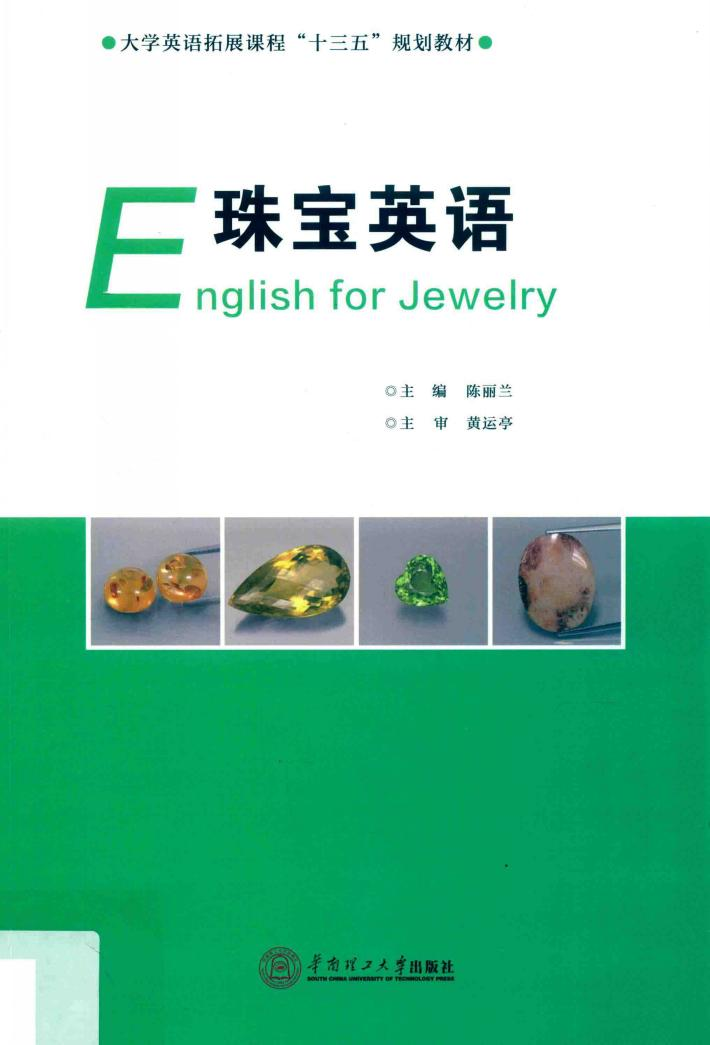 ●大学英语拓展课程“十三五”规划教材●
珠宝英语
English for Jewelry
◎主 编 陈丽兰
◎主 审 黄运亭
华南理工大学出版社
SOUTH CHINA UNIVERSITY OF TECHNOLOGY PRESS